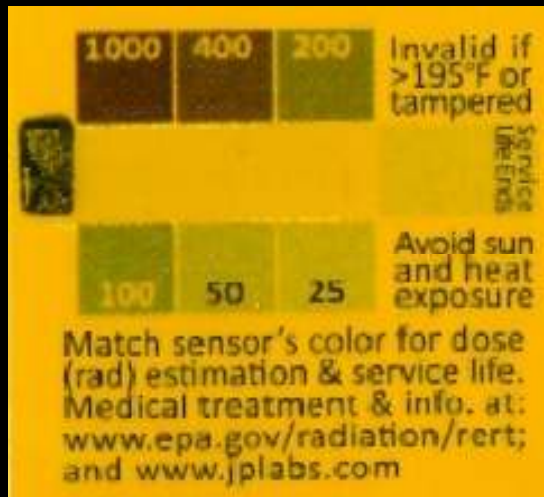 1000 400 200
Invalid if
>195°F or
tampered
Service
Life Ends
100 50 25
Avoid sun
and heat
exposure
Match sensor's color for dose
(rad) estimation & service life.
Medical treatment & info. at:
www.epa.gov/radiation/rert;
and www.jplabs.com